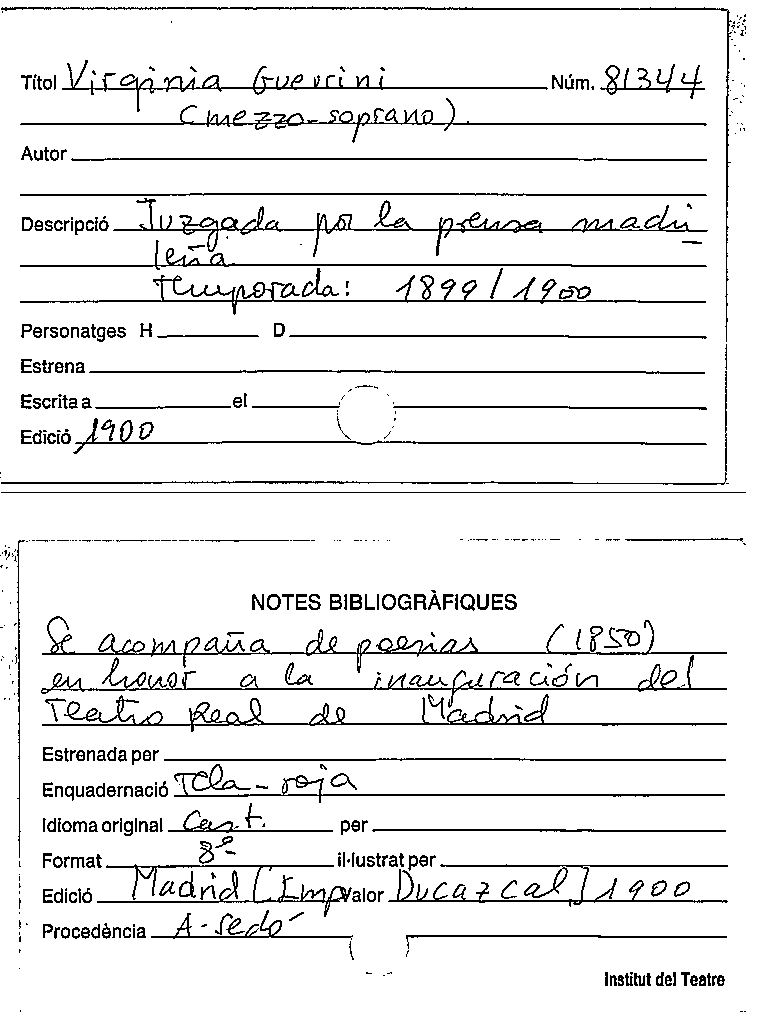 Títol Virginia Guerrini Núm. 81344
(mezzo-soprano).
Autor
Descripció Juzgada por la prensa madri-
leña.
temporada: 1899/1900
Personatges H D
Estrena
Escrita a el
Edició 1900
NOTES BIBLIOGRÀFIQUES
Se acompaña de poesias (1850)
en honor a la inauguración del
Teatro Real de Madrid
Estrenada per
Enquadernació Tela-roja
Idioma original Cast. per
Format 8º il·lustrat per
Edició Madrid [Imp Valor Ducazcal] 1900
Procedència A-Sedó
Institut del Teatre